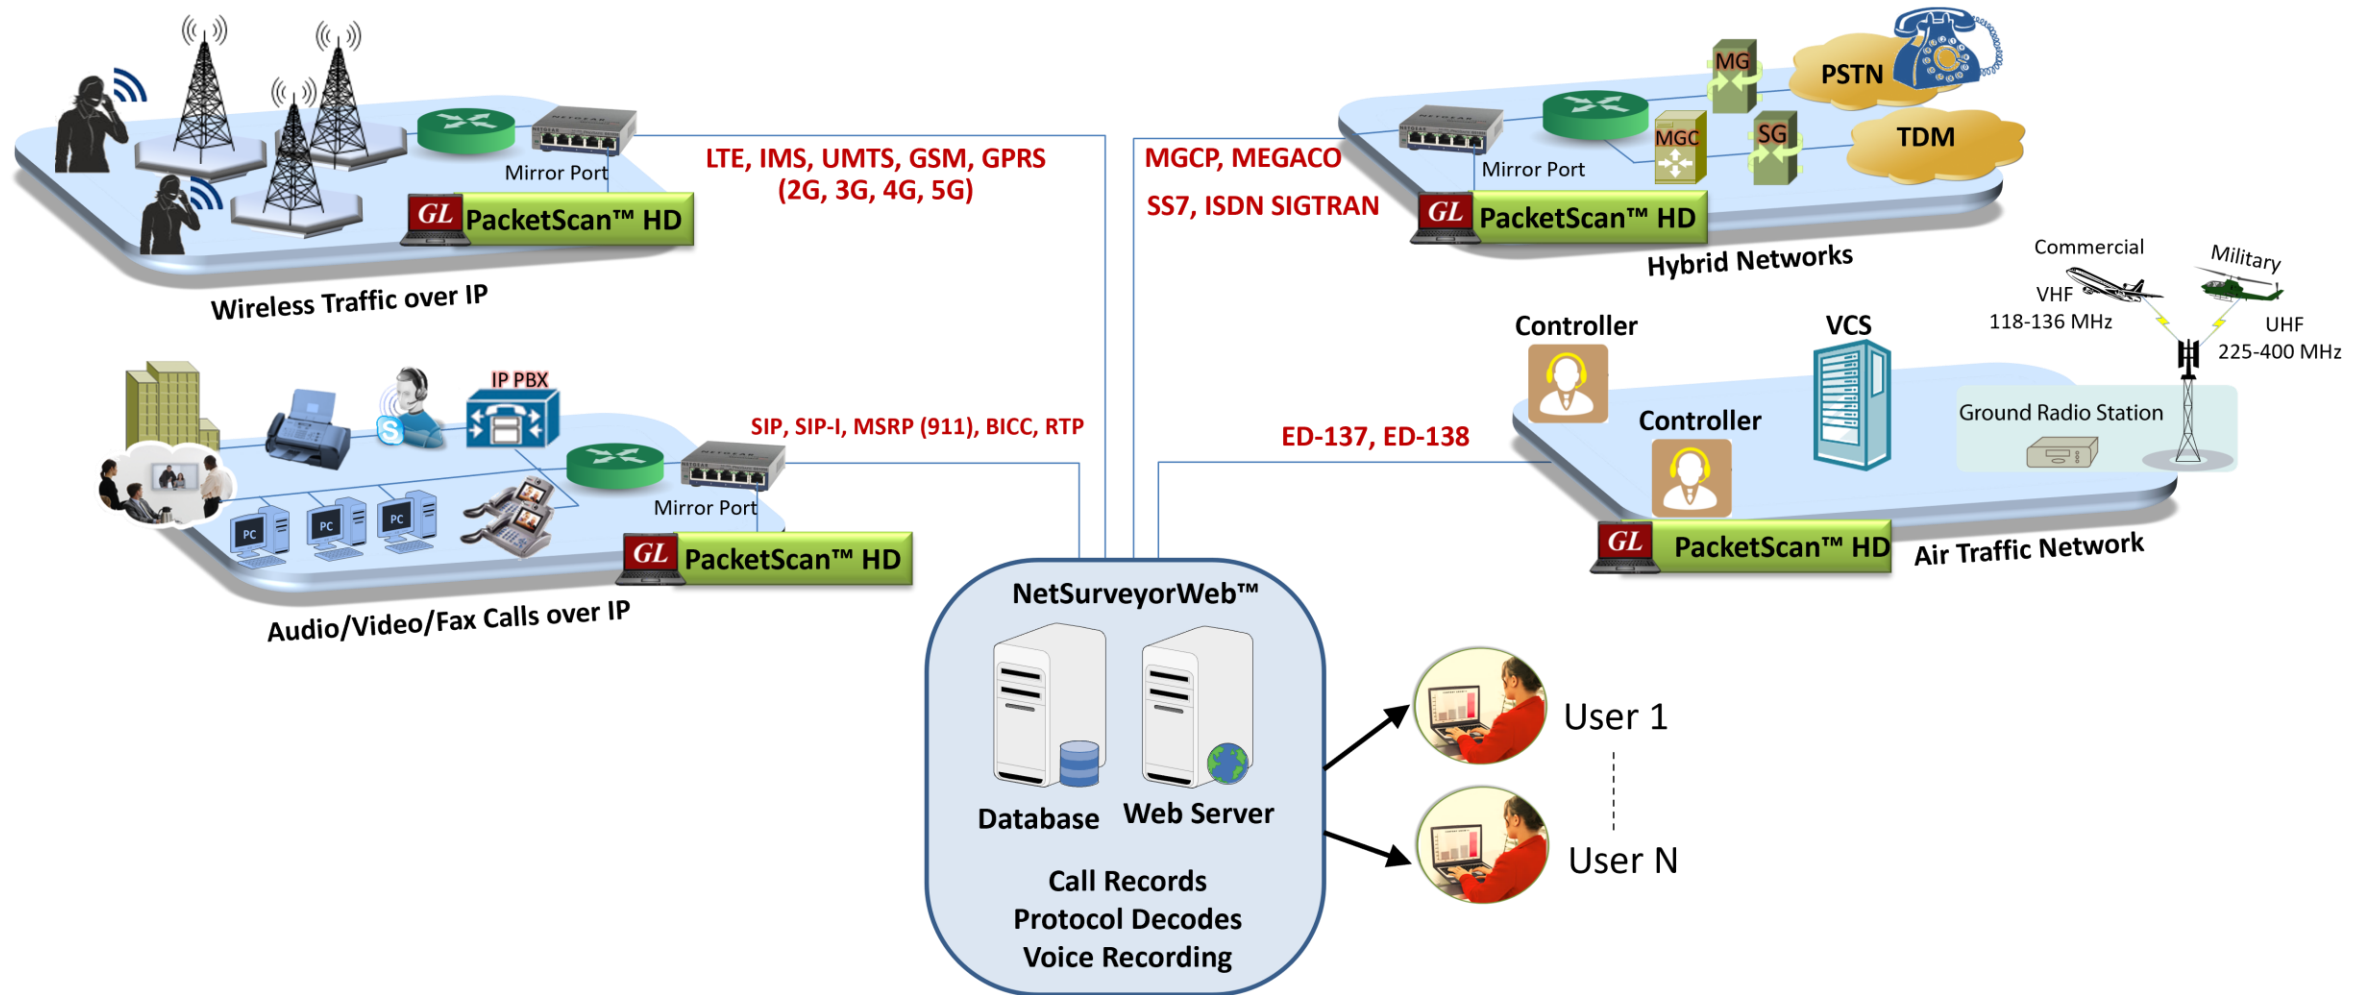 LTE, IMS, UMTS, GSM, GPRS
(2G, 3G, 4G, 5G)
NETGEAR
Mirror Port
GL PacketScan™ HD
Wireless Traffic over IP
MGCP, MEGACO
SS7, ISDN SIGTRAN
NETGEAR
Mirror Port
MG
MGC
SG
PSTN
TDM
GL PacketScan™ HD
Hybrid Networks
IP PBX
S
PC
PC
PC
SIP, SIP-I, MSRP (911), BICC, RTP
NETGEAR
Mirror Port
GL PacketScan™ HD
Audio/Video/Fax Calls over IP
Commercial
Military
VHF
118-136 MHz
UHF
225-400 MHz
Controller
VCS
Controller
Ground Radio Station
ED-137, ED-138
GL PacketScan™ HD
Air Traffic Network
NetSurveyorWeb™
Database
Web Server
Call Records
Protocol Decodes
Voice Recording
User 1
User N